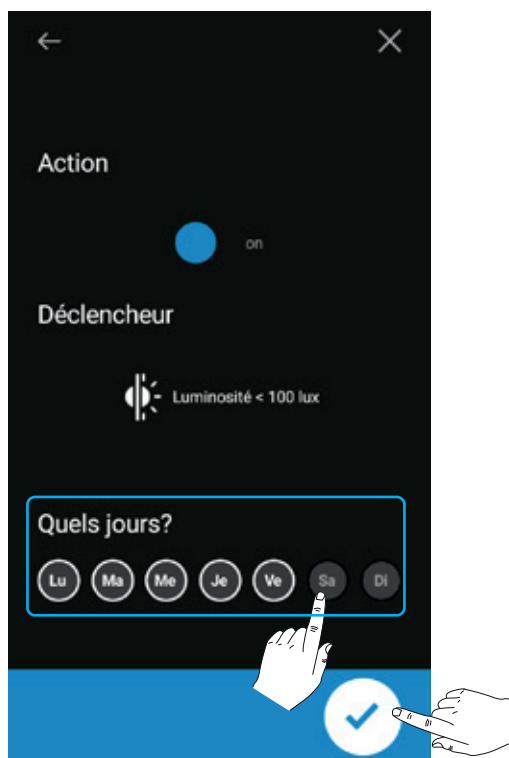 Action
on
Déclencheur
Luminosité < 100 lux
Quels jours?
Lu Ma Me Je Ve Sa Di